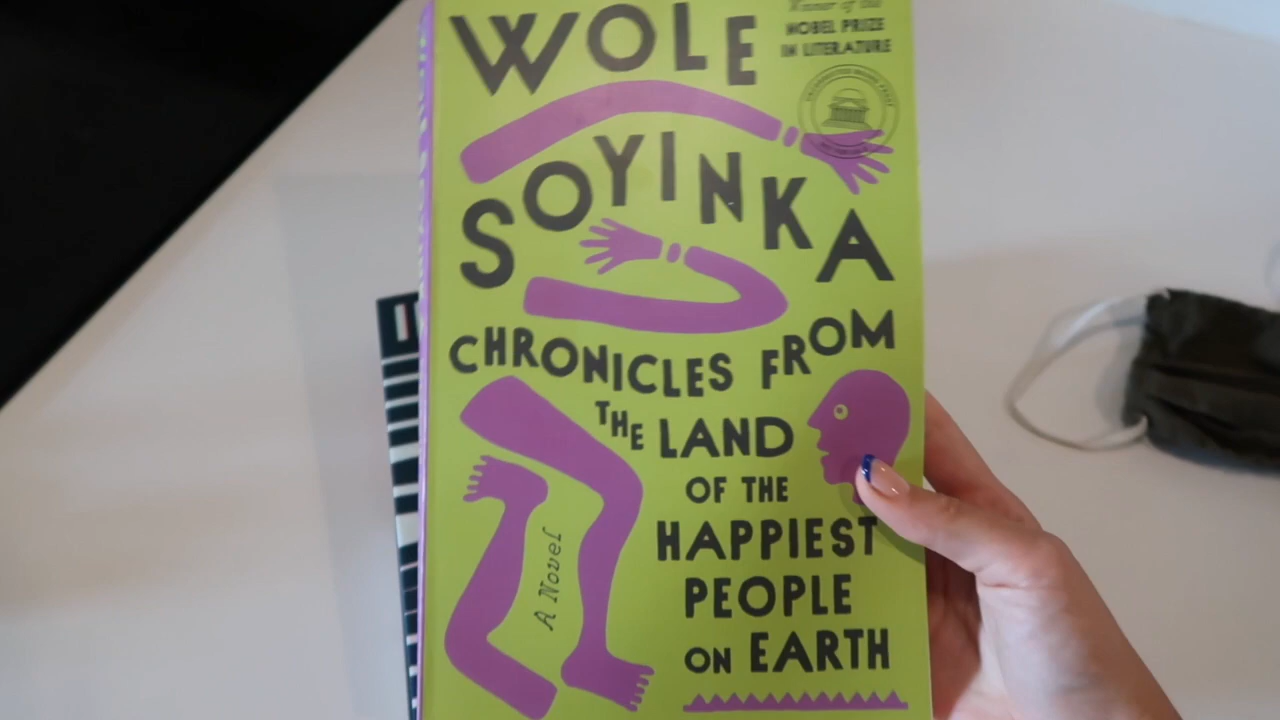 WOLE
Winner of the
NOBEL PRIZE
IN LITERATURE
SOYINKA
CHRONICLES FROM
THE LAND
OF THE
HAPPIEST
PEOPLE
ON EARTH
A Novel